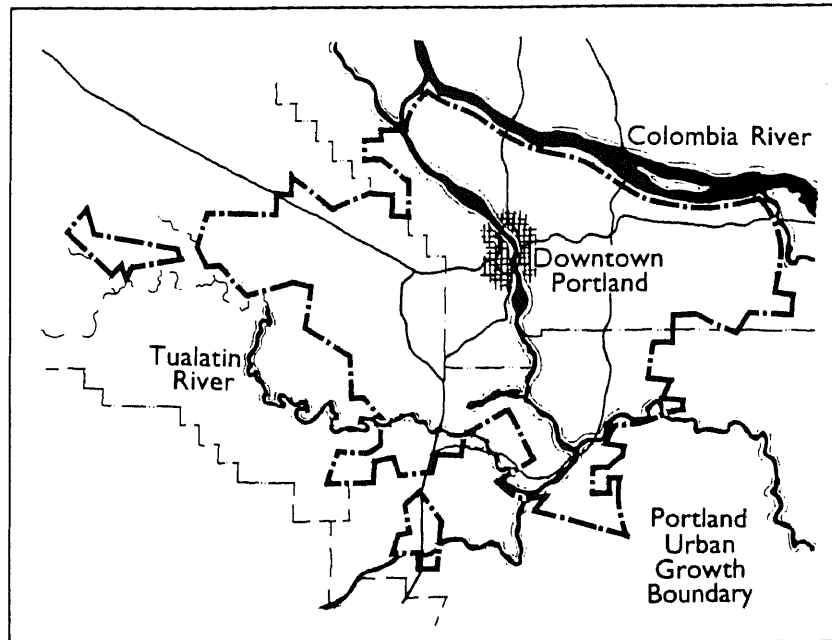 Colombia River
Downtown
Portland
Tualatin
River
Portland
Urban
Growth
Boundary